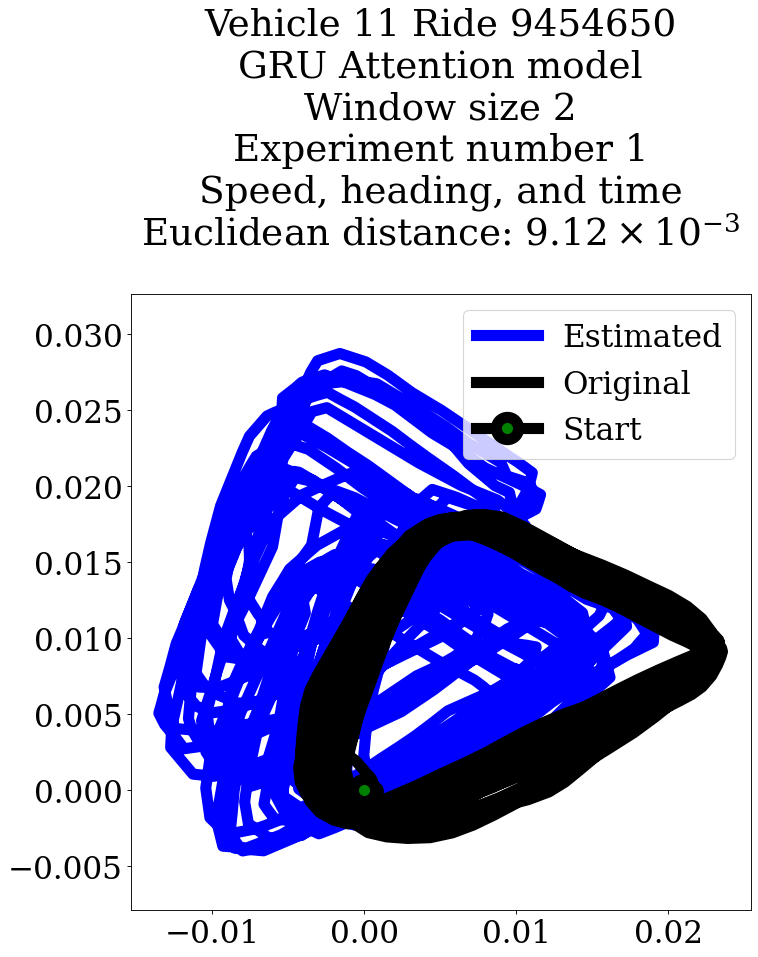 Vehicle 11 Ride 9454650
GRU Attention model
Window size 2
Experiment number 1
Speed, heading, and time
Euclidean distance: 9.12 × 10⁻³
Estimated
Original
Start
0.030
0.025
0.020
0.015
0.010
0.005
0.000
−0.005
−0.01 0.00 0.01 0.02